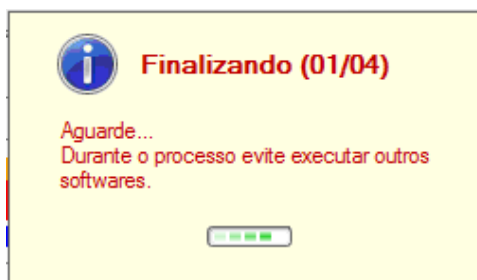 Finalizando (01/04)
Aguarde...
Durante o processo evite executar outros
softwares.